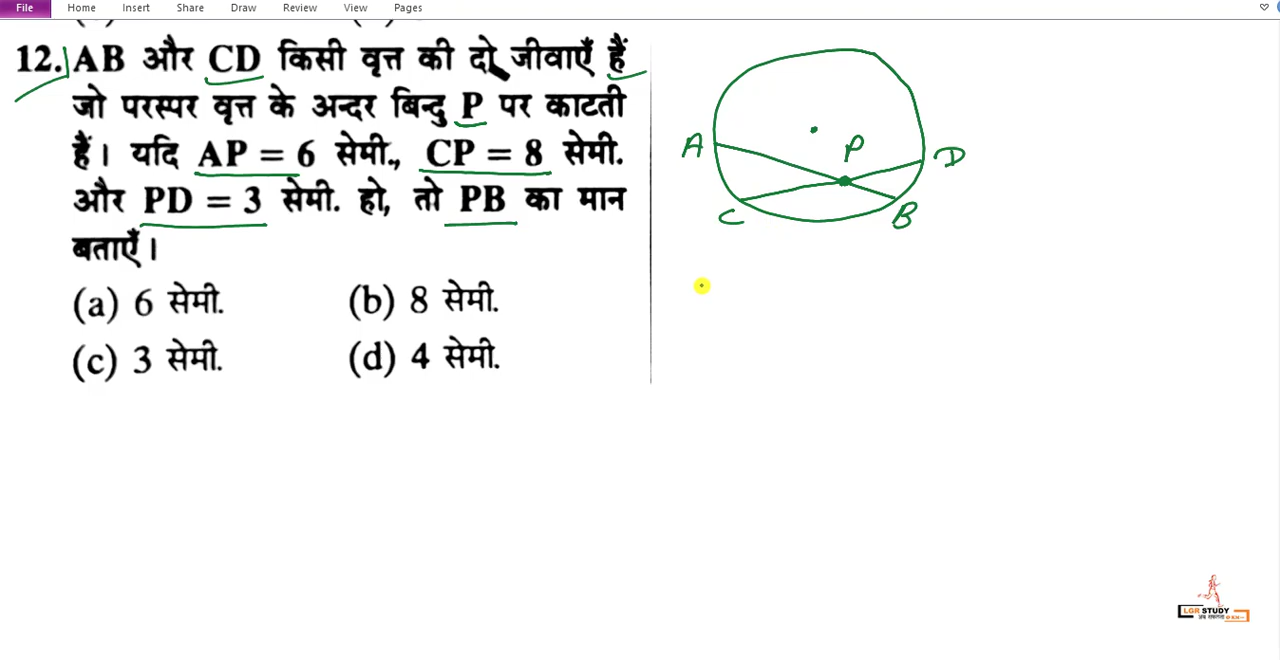 File Home Insert Share Draw Review View Pages
12. AB और CD किसी वृत्त की दो जीवाएँ हैं
जो परस्पर वृत्त के अन्दर बिन्दु P पर काटती
हैं। यदि AP = 6 सेमी., CP = 8 सेमी.
और PD = 3 सेमी. हो, तो PB का मान
बताएँ।
(a) 6 सेमी. (b) 8 सेमी.
(c) 3 सेमी. (d) 4 सेमी.
A P D
C B
LGR STUDY